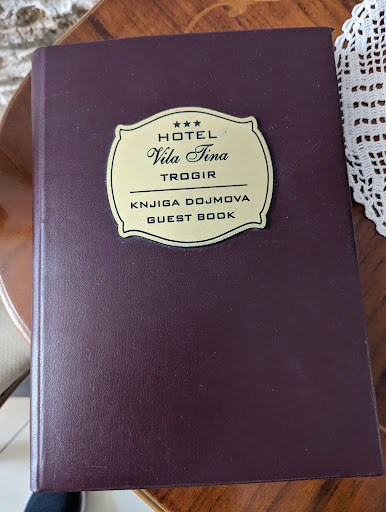 ★★★
HOTEL
Vila Tina
TROGIR
KNJIGA DOJMOVA
GUEST BOOK